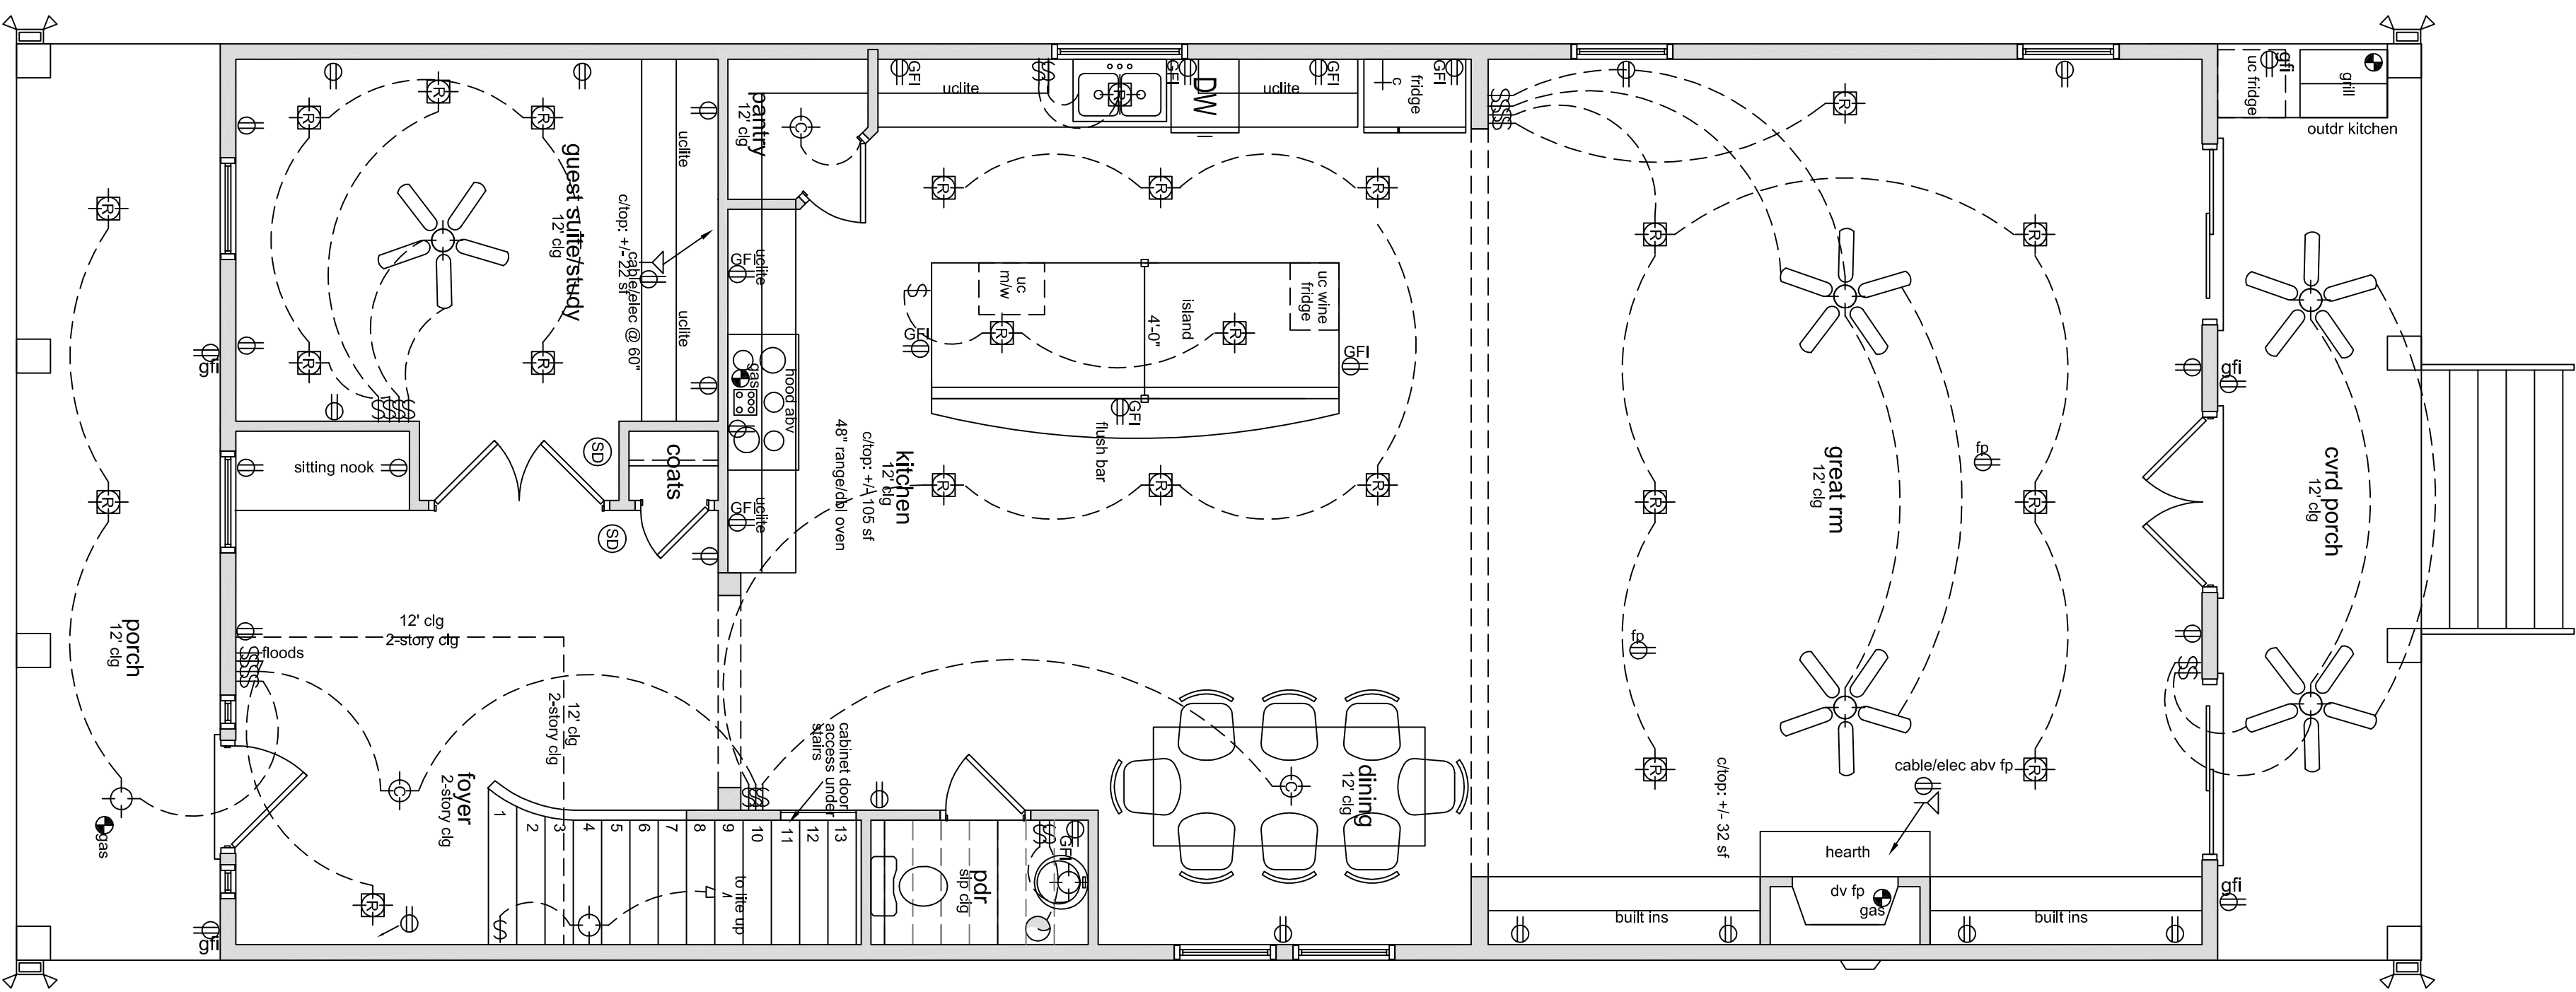 porch
12' clg
gas
gfi
gfi
R
R
guest suite/study
12' clg
R
R
R
R
R
$$$$
c/top: +/- 22 sf
cable/elec @ 60"
uclite
uclite
sitting nook
SD
SD
coats
12' clg
2-story clg
floods
$$$$
12' clg
2-story clg
foyer
2-story clg
C
R
1
2
3
4
5
6
7
8
9
10
11
12
13
$
to lite up
cabinet door
access under
stairs
$$$
pantry
12' clg
C
GFI
uclite
gas
hood abv
GFI
uclite
kitchen
12' clg
c/top: +/- 105 sf
48" range/dbl oven
GFI
uclite
$$
R
GFI
GFI
DW
uclite
GFI
c
fridge
GFI
R
R
R
$
GFI
uc
m/w
R
4'-0"
island
R
uc wine
fridge
GFI
GFI
flush bar
R
R
R
pdr
slp clg
$$
GFI
dining
12' clg
C
$$$$
R
R
R
great rm
12' clg
R
R
R
R
fp
fp
c/top: +/- 32 sf
cable/elec abv fp
hearth
dv fp
gas
built ins
built ins
gfi
uc fridge
grill
outdr kitchen
gfi
cvrd porch
12' clg
$$
gfi